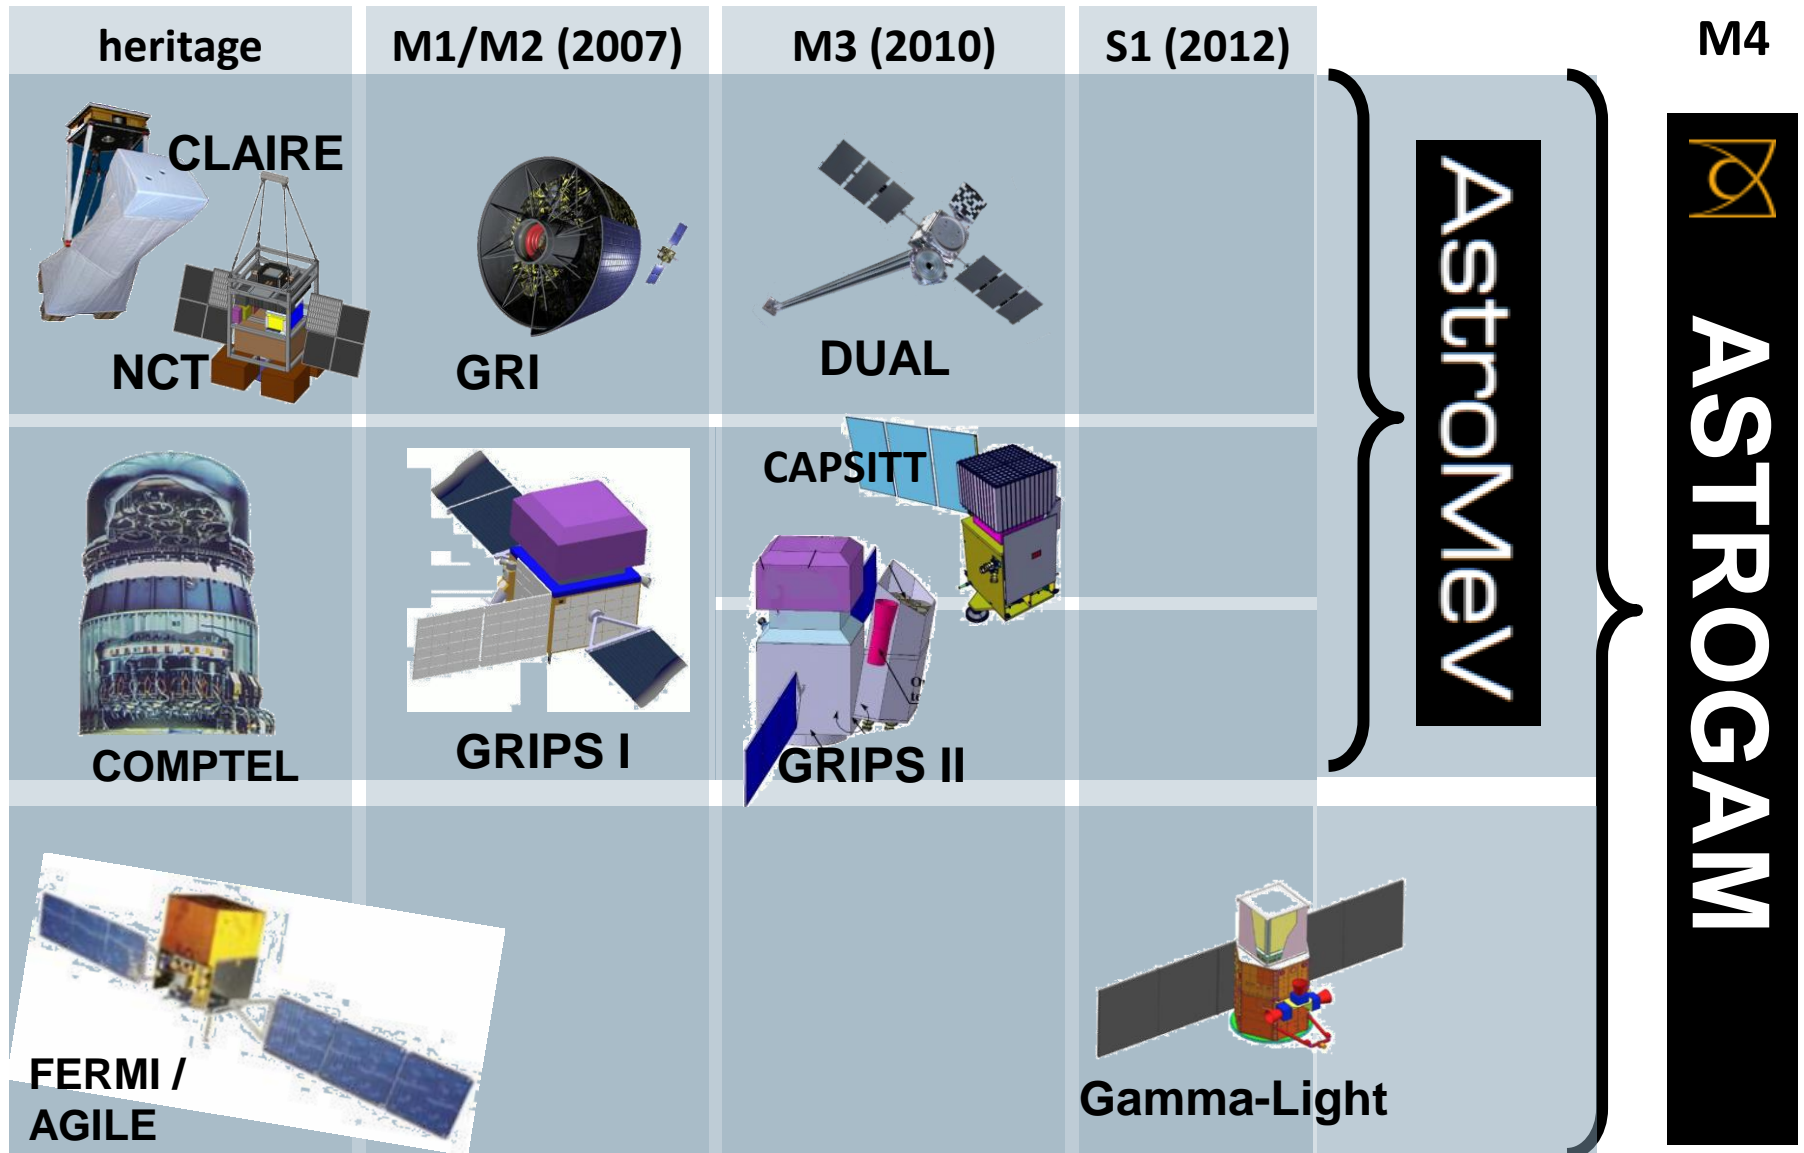 heritage
M1/M2 (2007)
M3 (2010)
S1 (2012)
M4
CLAIRE
NCT
GRI
DUAL
AstroMeV
ASTROGAM
CAPSITT
COMPTEL
GRIPS I
GRIPS II
FERMI /
AGILE
Gamma-Light